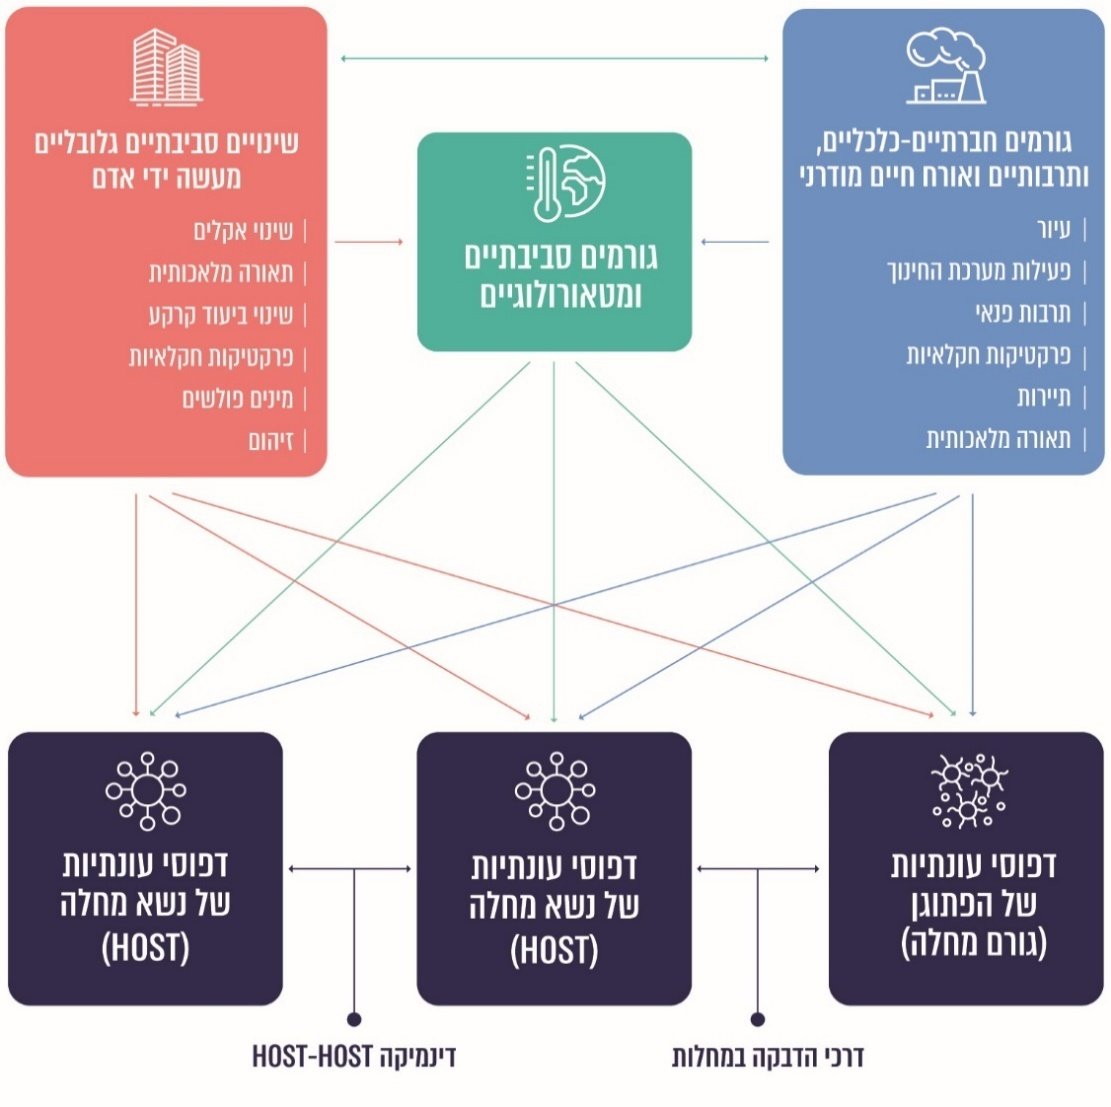 גורמים חברתיים-כלכליים,
ותרבותיים ואורח חיים מודרני
עיור
פעילות מערכת החינוך
תרבות פנאי
פרקטיקות חקלאיות
תיירות
תאורה מלאכותית
גורמים סביבתיים
ומטאורולוגיים
שינויים סביבתיים גלובליים
מעשה ידי אדם
שינוי אקלים
תאורה מלאכותית
שינוי ביעוד קרקע
פרקטיקות חקלאיות
מינים פולשים
זיהום
דפוסי עונתיות
של הפתוגן
(גורם מחלה)
דפוסי עונתיות
של נשא מחלה
(HOST)
דפוסי עונתיות
של נשא מחלה
(HOST)
דרכי הדבקה במחלות
דינמיקה HOST-HOST